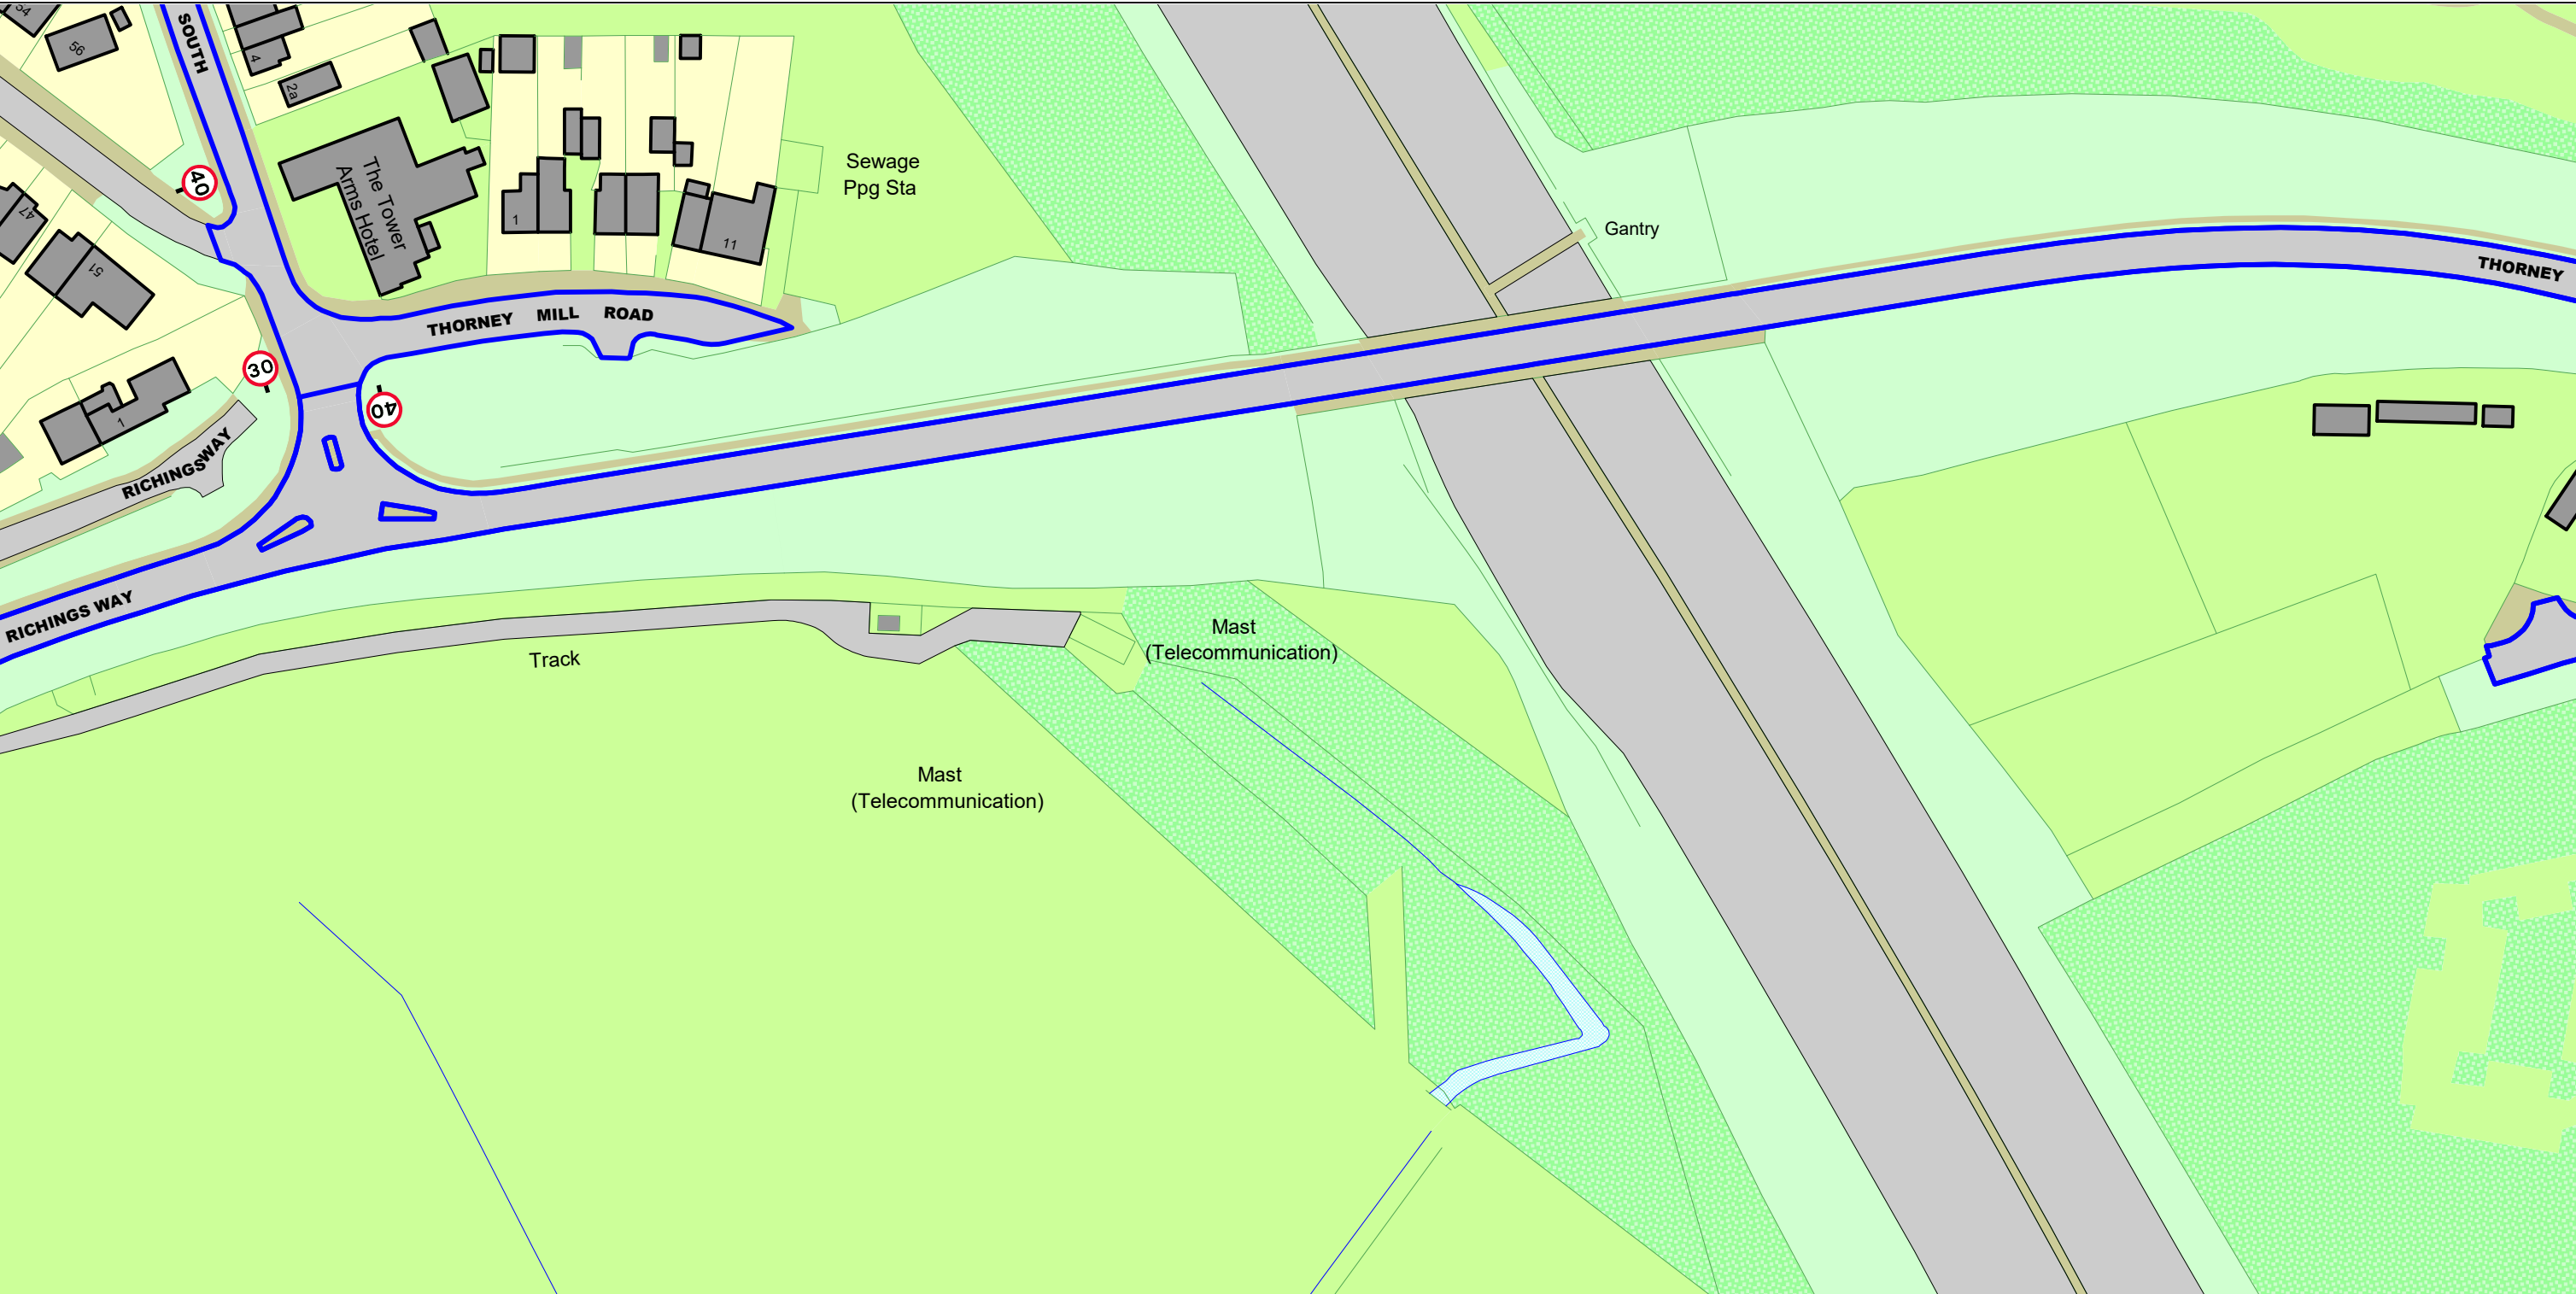 54
56
SOUTH
4
2a
40
47
51
The Tower
Arms Hotel
1
11
Sewage
Ppg Sta
Gantry
THORNEY
THORNEY MILL ROAD
30
40
1
RICHINGS WAY
RICHINGS WAY
Track
Mast
(Telecommunication)
Mast
(Telecommunication)